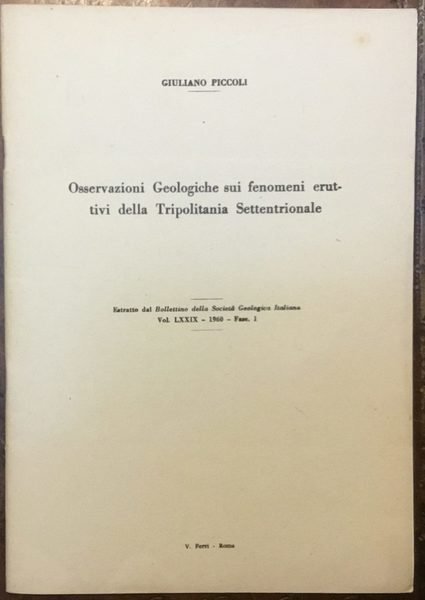 GIULIANO PICCOLI
Osservazioni Geologiche sui fenomeni erut-
tivi della Tripolitania Settentrionale
Estratto dal Bollettino della Società Geologica Italiana
Vol. LXXIX - 1960 - Fasc. 1
V. Ferri - Roma